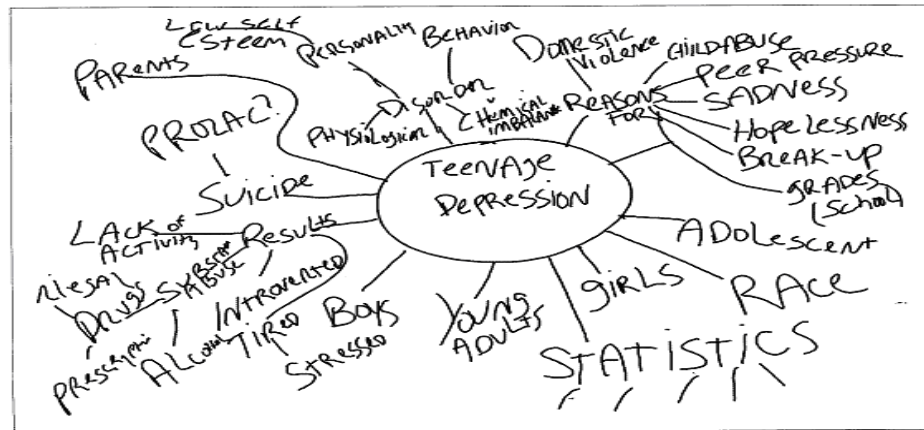 LOW SELF
ESTEEM
PARENTS
PERSONALITY
BEHAVIOR
DISORDER
PHYSIOLOGICAL
CHEMICAL
IMBALANCE
DOMESTIC
VIOLENCE
REASONS
FOR
CHILD ABUSE
PEER PRESSURE
SADNESS
HOPELESSNESS
BREAK-UP
GRADES
(SCHOOL)
PROZAC?
SUICIDE
TEENAGE
DEPRESSION
LACK OF
ACTIVITY
RESULTS
SUBSTANCE
ABUSE
DRUGS
ALCOHOL
INTROVERTED
TIRED
STRESSED
BOYS
YOUNG
ADULTS
GIRLS
ADOLESCENT
RACE
STATISTICS